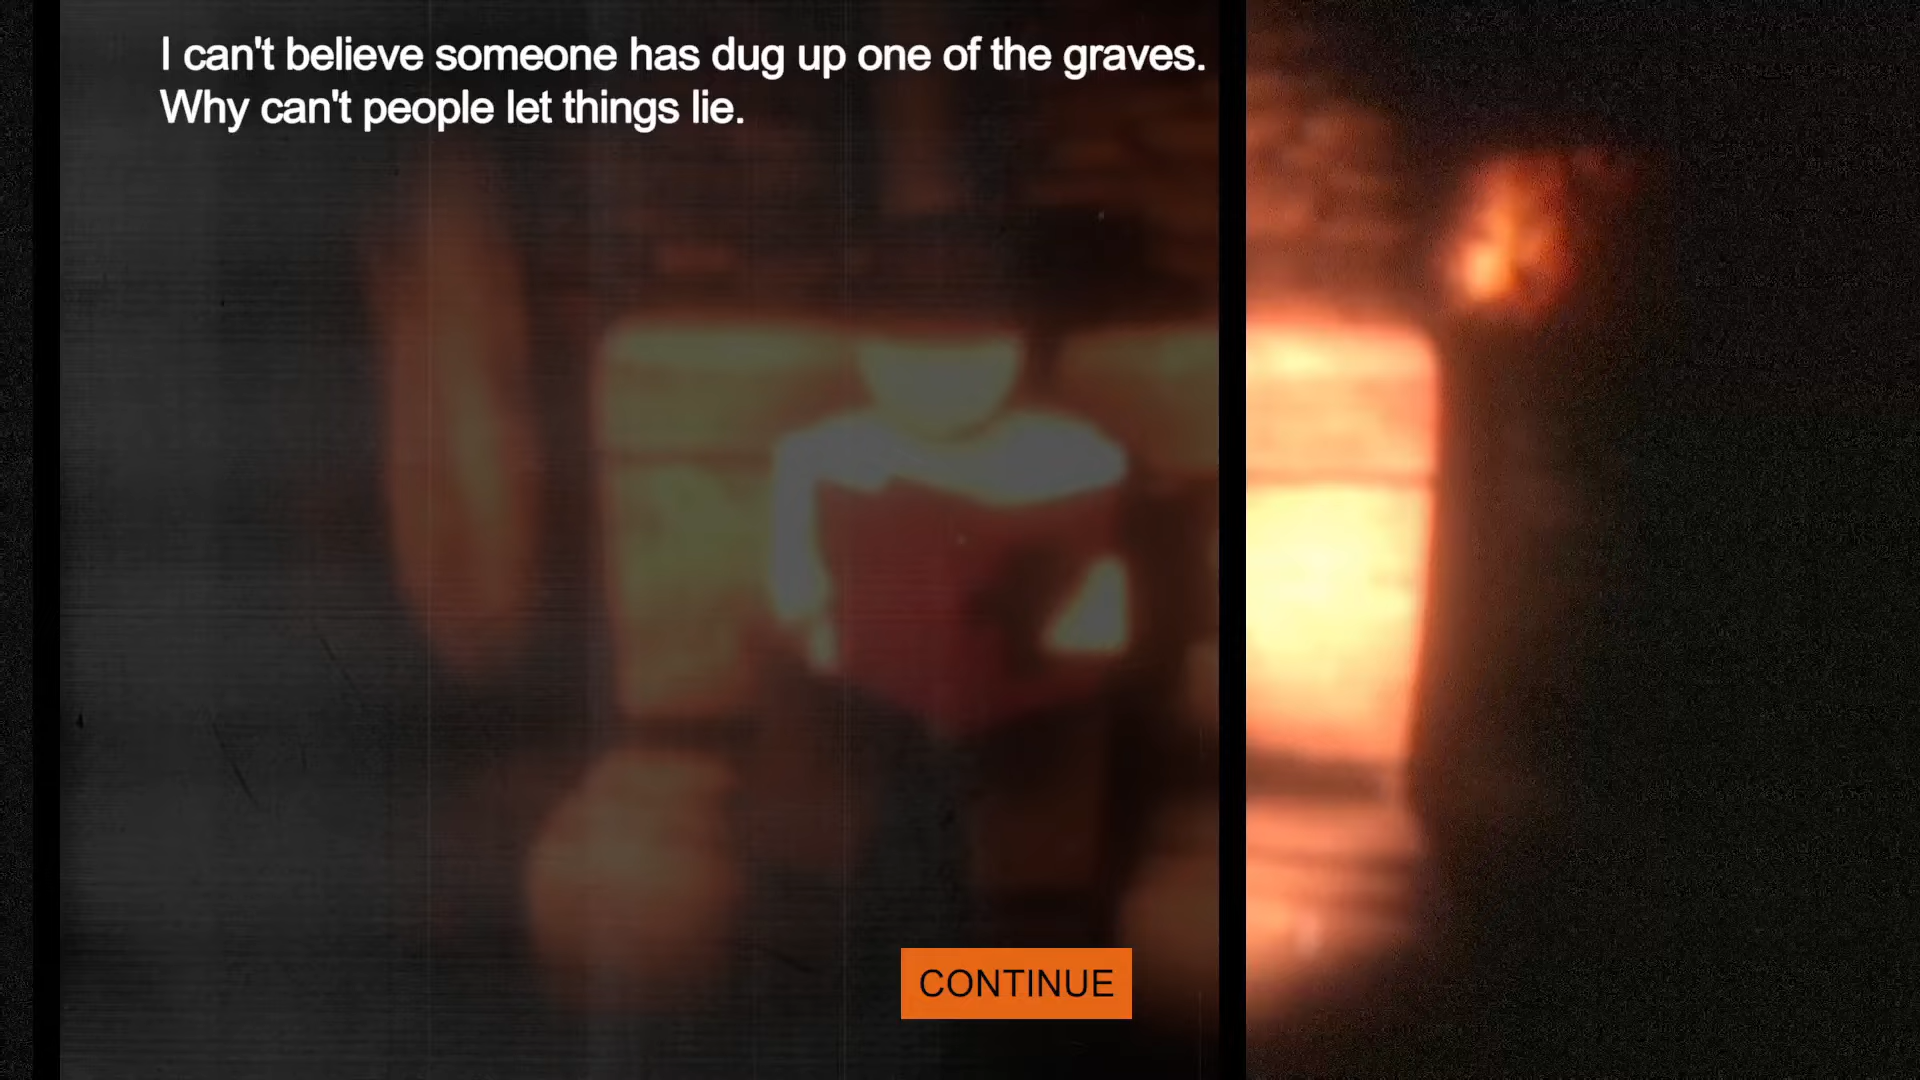 I can't believe someone has dug up one of the graves.
Why can't people let things lie.
CONTINUE